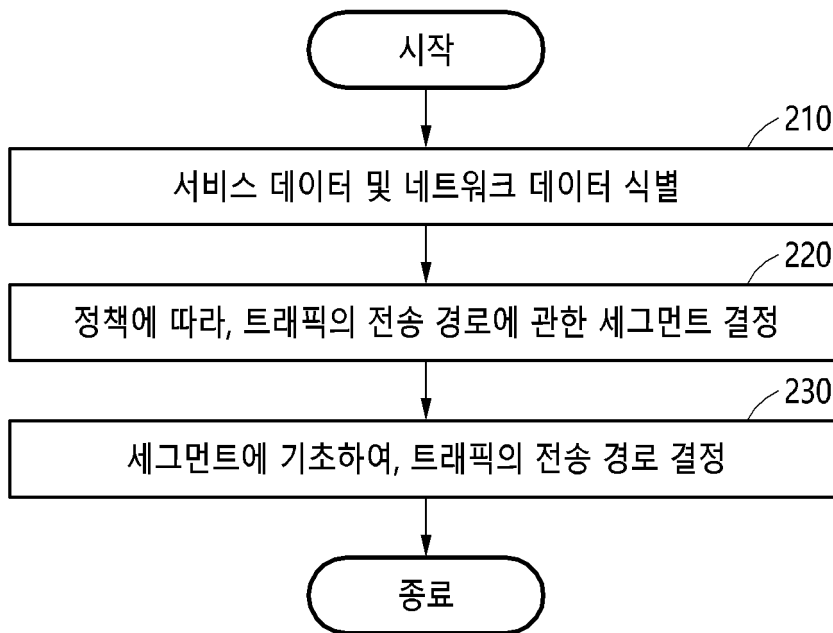 시작
210
서비스 데이터 및 네트워크 데이터 식별
220
정책에 따라, 트래픽의 전송 경로에 관한 세그먼트 결정
230
세그먼트에 기초하여, 트래픽의 전송 경로 결정
종료